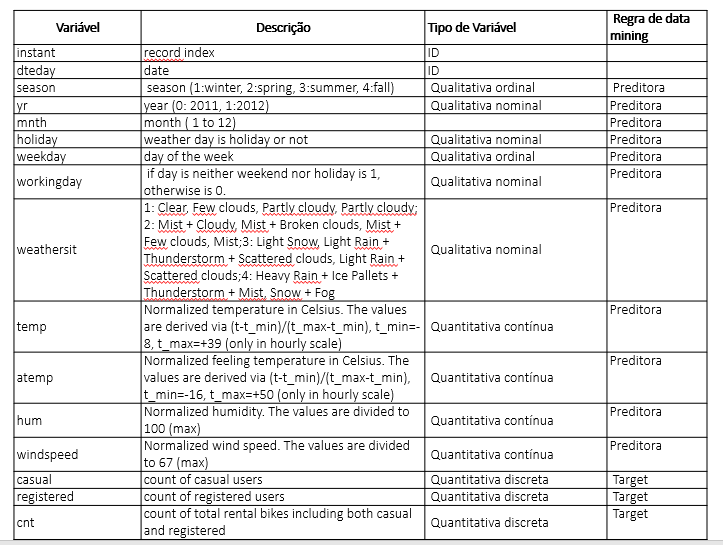 Variável Descrição Tipo de Variável Regra de data mining
instant record index ID
dteday date ID
season season (1:winter, 2:spring, 3:summer, 4:fall) Qualitativa ordinal Preditora
yr year (0: 2011, 1:2012) Qualitativa nominal Preditora
mnth month ( 1 to 12) Preditora
holiday weather day is holiday or not Qualitativa nominal Preditora
weekday day of the week Qualitativa ordinal Preditora
workingday if day is neither weekend nor holiday is 1, otherwise is 0. Qualitativa nominal Preditora
weathersit
1: Clear, Few clouds, Partly cloudy, Partly cloudy;
2: Mist + Cloudy, Mist + Broken clouds, Mist +
Few clouds, Mist;3: Light Snow, Light Rain +
Thunderstorm + Scattered clouds, Light Rain +
Scattered clouds;4: Heavy Rain + Ice Pallets +
Thunderstorm + Mist, Snow + Fog
Qualitativa nominal
Preditora
temp
Normalized temperature in Celsius. The values
are derived via (t-t_min)/(t_max-t_min), t_min=-
8, t_max=+39 (only in hourly scale)
Quantitativa contínua
Preditora
atemp
Normalized feeling temperature in Celsius. The
values are derived via (t-t_min)/(t_max-t_min),
t_min=-16, t_max=+50 (only in hourly scale)
Quantitativa contínua
Preditora
hum
Normalized humidity. The values are divided to
100 (max)
Quantitativa contínua
Preditora
windspeed
Normalized wind speed. The values are divided
to 67 (max)
Quantitativa contínua
Preditora
casual count of casual users Quantitativa discreta Target
registered count of registered users Quantitativa discreta Target
cnt
count of total rental bikes including both casual
and registered
Quantitativa discreta
Target